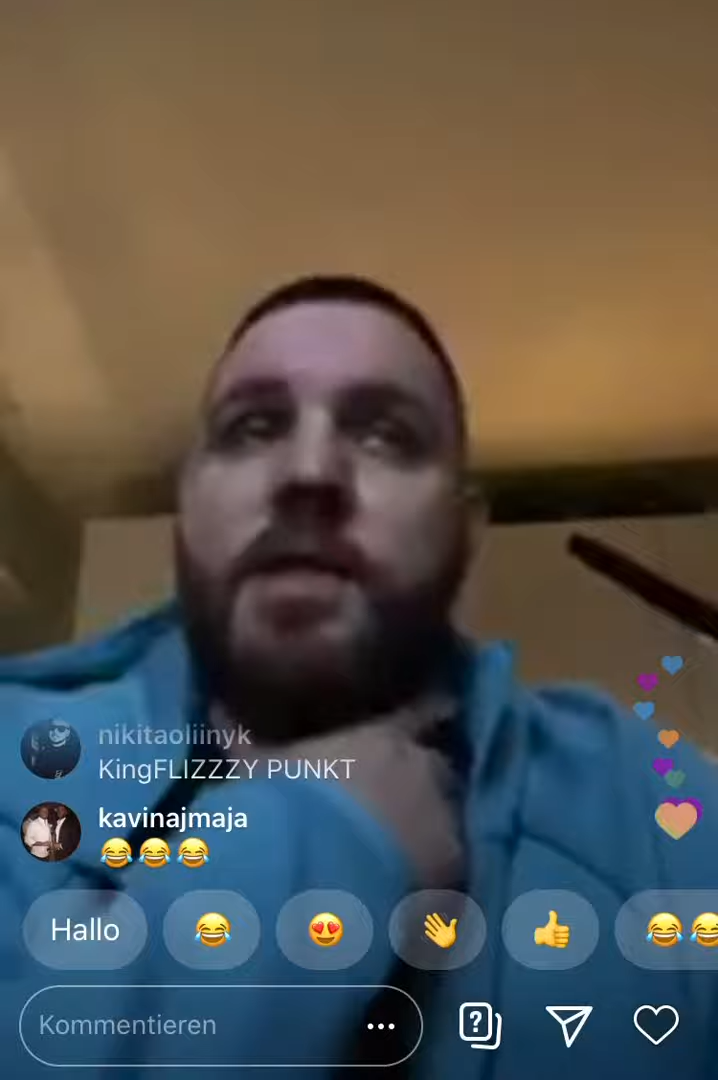 nikitaoliinyk
KingFLIZZZY PUNKT
kavinajmaja
😂😂😂
Hallo
Kommentieren